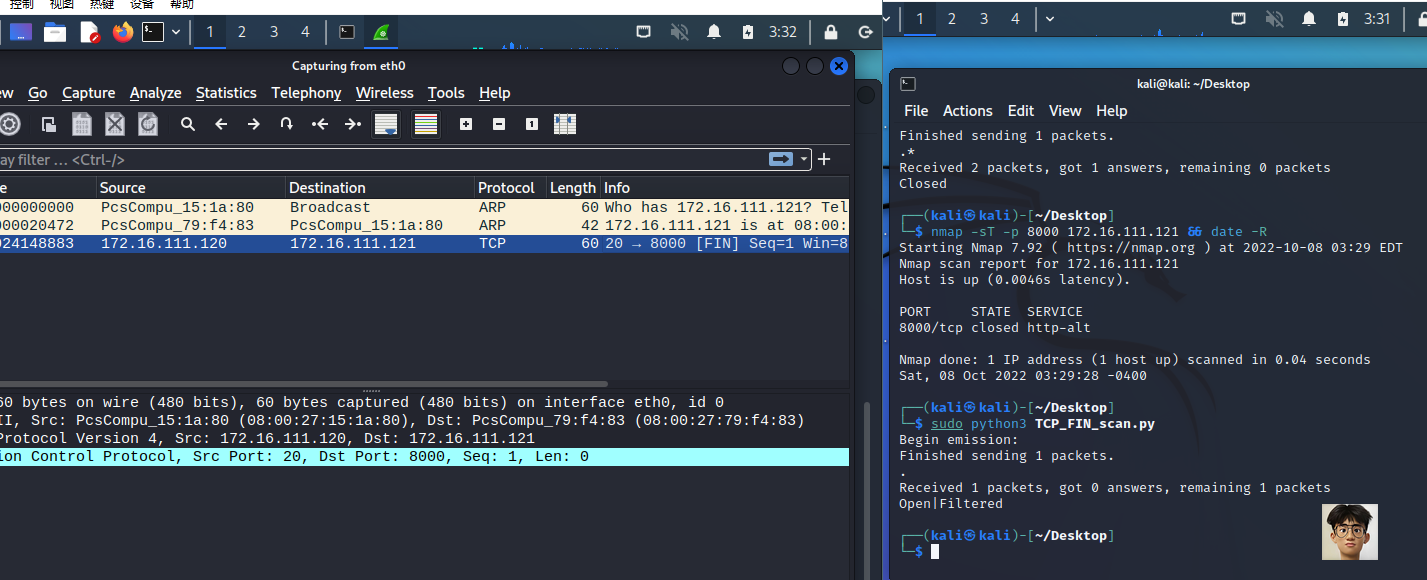 控制 视图 热键 设备 帮助
1 2 3 4 3:32
Capturing from eth0
ew Go Capture Analyze Statistics Telephony Wireless Tools Help
1
ay filter … <Ctrl-/>
e Source Destination Protocol Length Info
000000000 PcsCompu_15:1a:80 Broadcast ARP 60 Who has 172.16.111.121? Tel
000020472 PcsCompu_79:f4:83 PcsCompu_15:1a:80 ARP 42 172.16.111.121 is at 08:00:
024148883 172.16.111.120 172.16.111.121 TCP 60 20 → 8000 [FIN] Seq=1 Win=8
60 bytes on wire (480 bits), 60 bytes captured (480 bits) on interface eth0, id 0
II, Src: PcsCompu_15:1a:80 (08:00:27:15:1a:80), Dst: PcsCompu_79:f4:83 (08:00:27:79:f4:83)
Protocol Version 4, Src: 172.16.111.120, Dst: 172.16.111.121
ion Control Protocol, Src Port: 20, Dst Port: 8000, Seq: 1, Len: 0
1 2 3 4 3:31
kali@kali: ~/Desktop
File Actions Edit View Help
Finished sending 1 packets.
.*
Received 2 packets, got 1 answers, remaining 0 packets
Closed
┌──(kali㉿kali)-[~/Desktop]
└─$ nmap -sT -p 8000 172.16.111.121 && date -R
Starting Nmap 7.92 ( https://nmap.org ) at 2022-10-08 03:29 EDT
Nmap scan report for 172.16.111.121
Host is up (0.0046s latency).
PORT STATE SERVICE
8000/tcp closed http-alt
Nmap done: 1 IP address (1 host up) scanned in 0.04 seconds
Sat, 08 Oct 2022 03:29:28 -0400
┌──(kali㉿kali)-[~/Desktop]
└─$ sudo python3 TCP_FIN_scan.py
Begin emission:
Finished sending 1 packets.
.
Received 1 packets, got 0 answers, remaining 1 packets
Open|Filtered
┌──(kali㉿kali)-[~/Desktop]
└─$